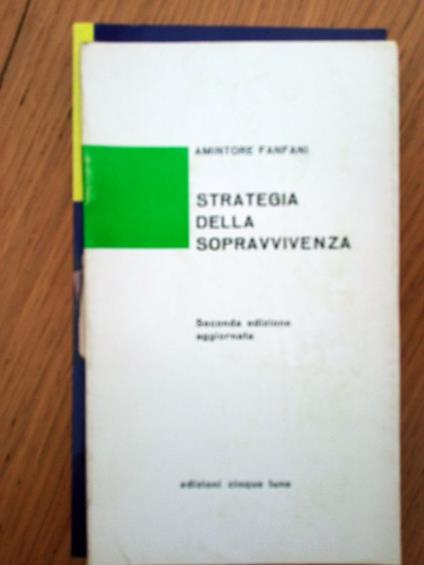 AMINTORE FANFANI
STRATEGIA
DELLA
SOPRAVVIVENZA
Seconda edizione
aggiornata
edizioni cinque lune